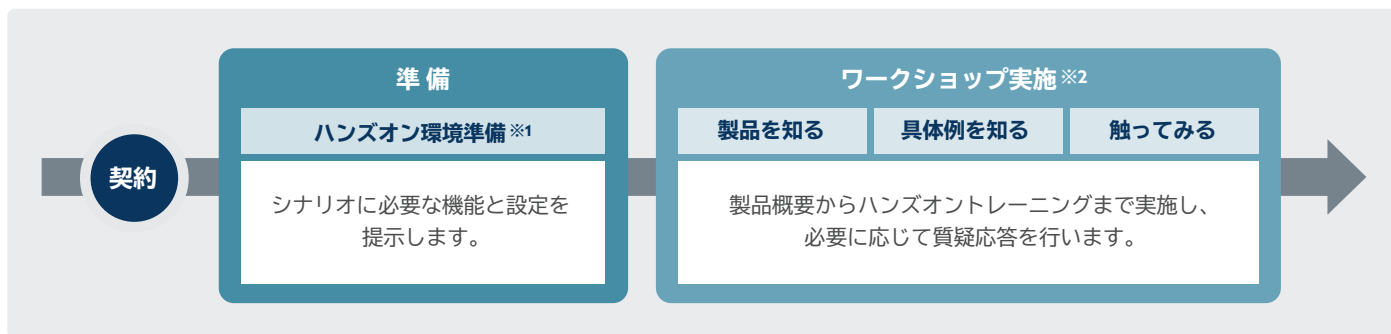 契約
準 備
ハンズオン環境準備※1
シナリオに必要な機能と設定を
提示します。
ワークショップ実施※2
製品を知る
具体例を知る
触ってみる
製品概要からハンズオントレーニングまで実施し、
必要に応じて質疑応答を行います。